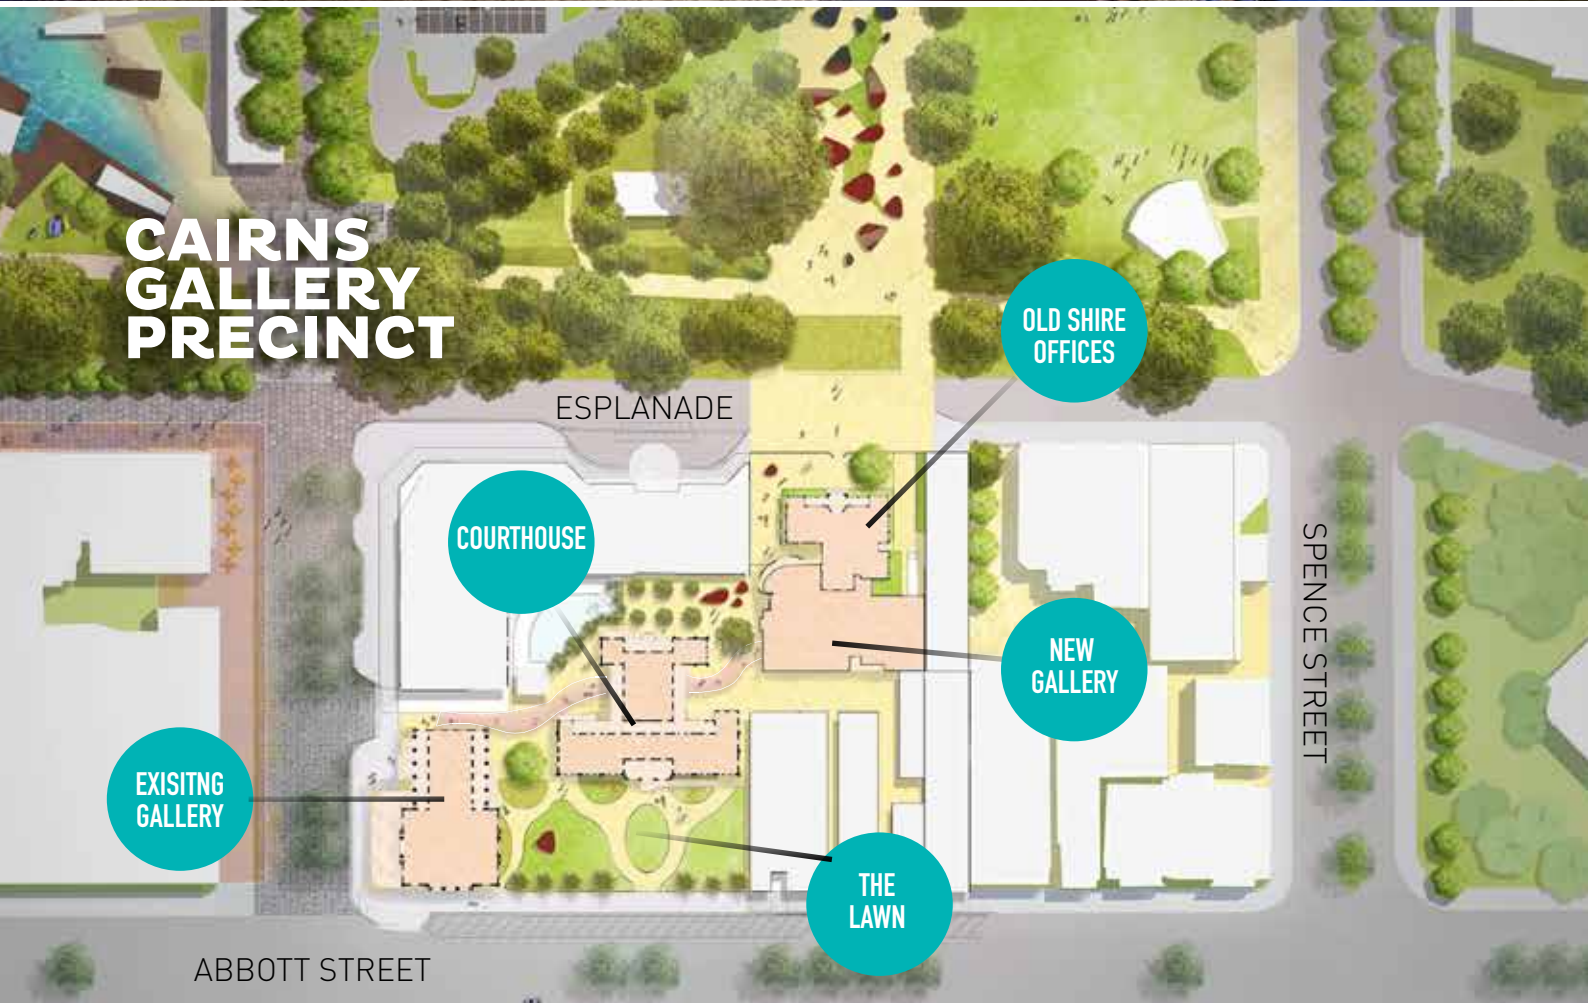 CAIRNS
GALLERY
PRECINCT
OLD SHIRE
OFFICES
ESPLANADE
COURTHOUSE
SPENCE STREET
NEW
GALLERY
EXISITNG
GALLERY
THE
LAWN
ABBOTT STREET